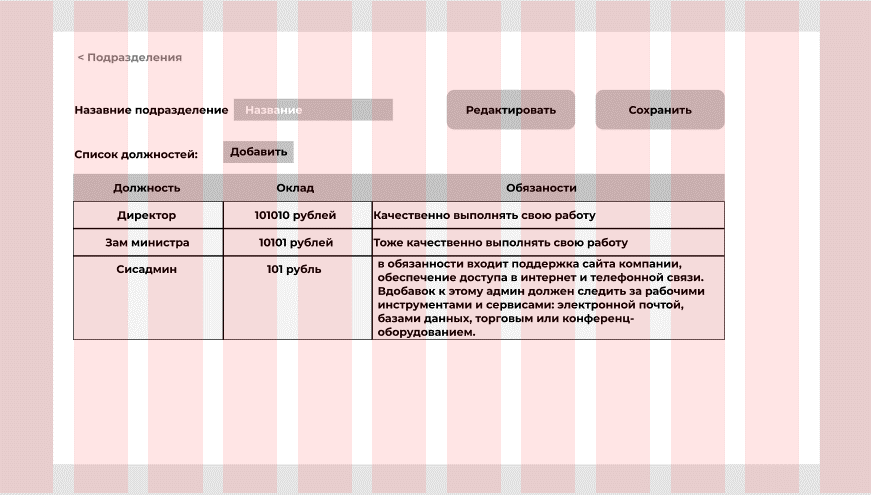 < Подразделения
Назавние подразделение Название Редактировать Сохранить
Список должностей: Добавить
Должность Оклад Обязаности
Директор 101010 рублей Качественно выполнять свою работу
Зам министра 10101 рублей Тоже качественно выполнять свою работу
Сисадмин 101 рубль в обязанности входит поддержка сайта компании,
обеспечение доступа в интернет и телефонной связи.
Вдобавок к этому админ должен следить за рабочими
инструментами и сервисами: электронной почтой,
базами данных, торговым или конференц-
оборудованием.